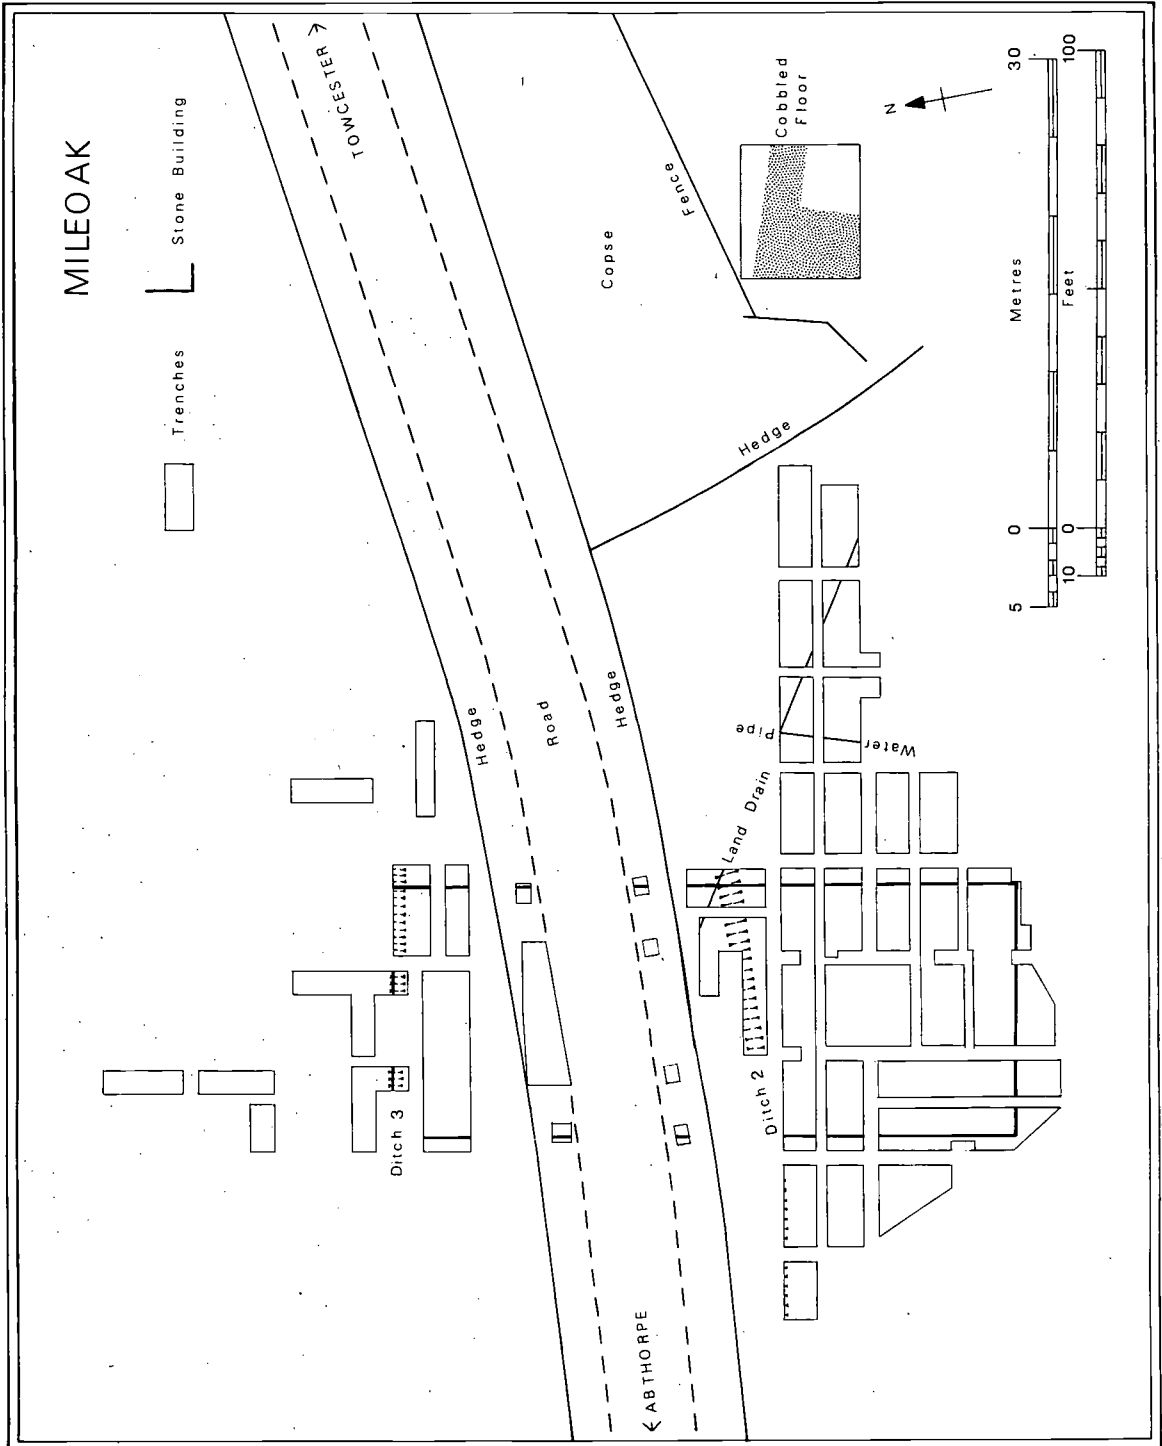 MILEOAK
Trenches
Stone Building
TOWCESTER
Copse
Fence
Cobbled
Floor
N
Hedge
Hedge
Road
Hedge
Pipe
Water
Land Drain
Ditch 3
Ditch 2
ABTHORPE
Metres
5 0 30
Feet
10 0 100